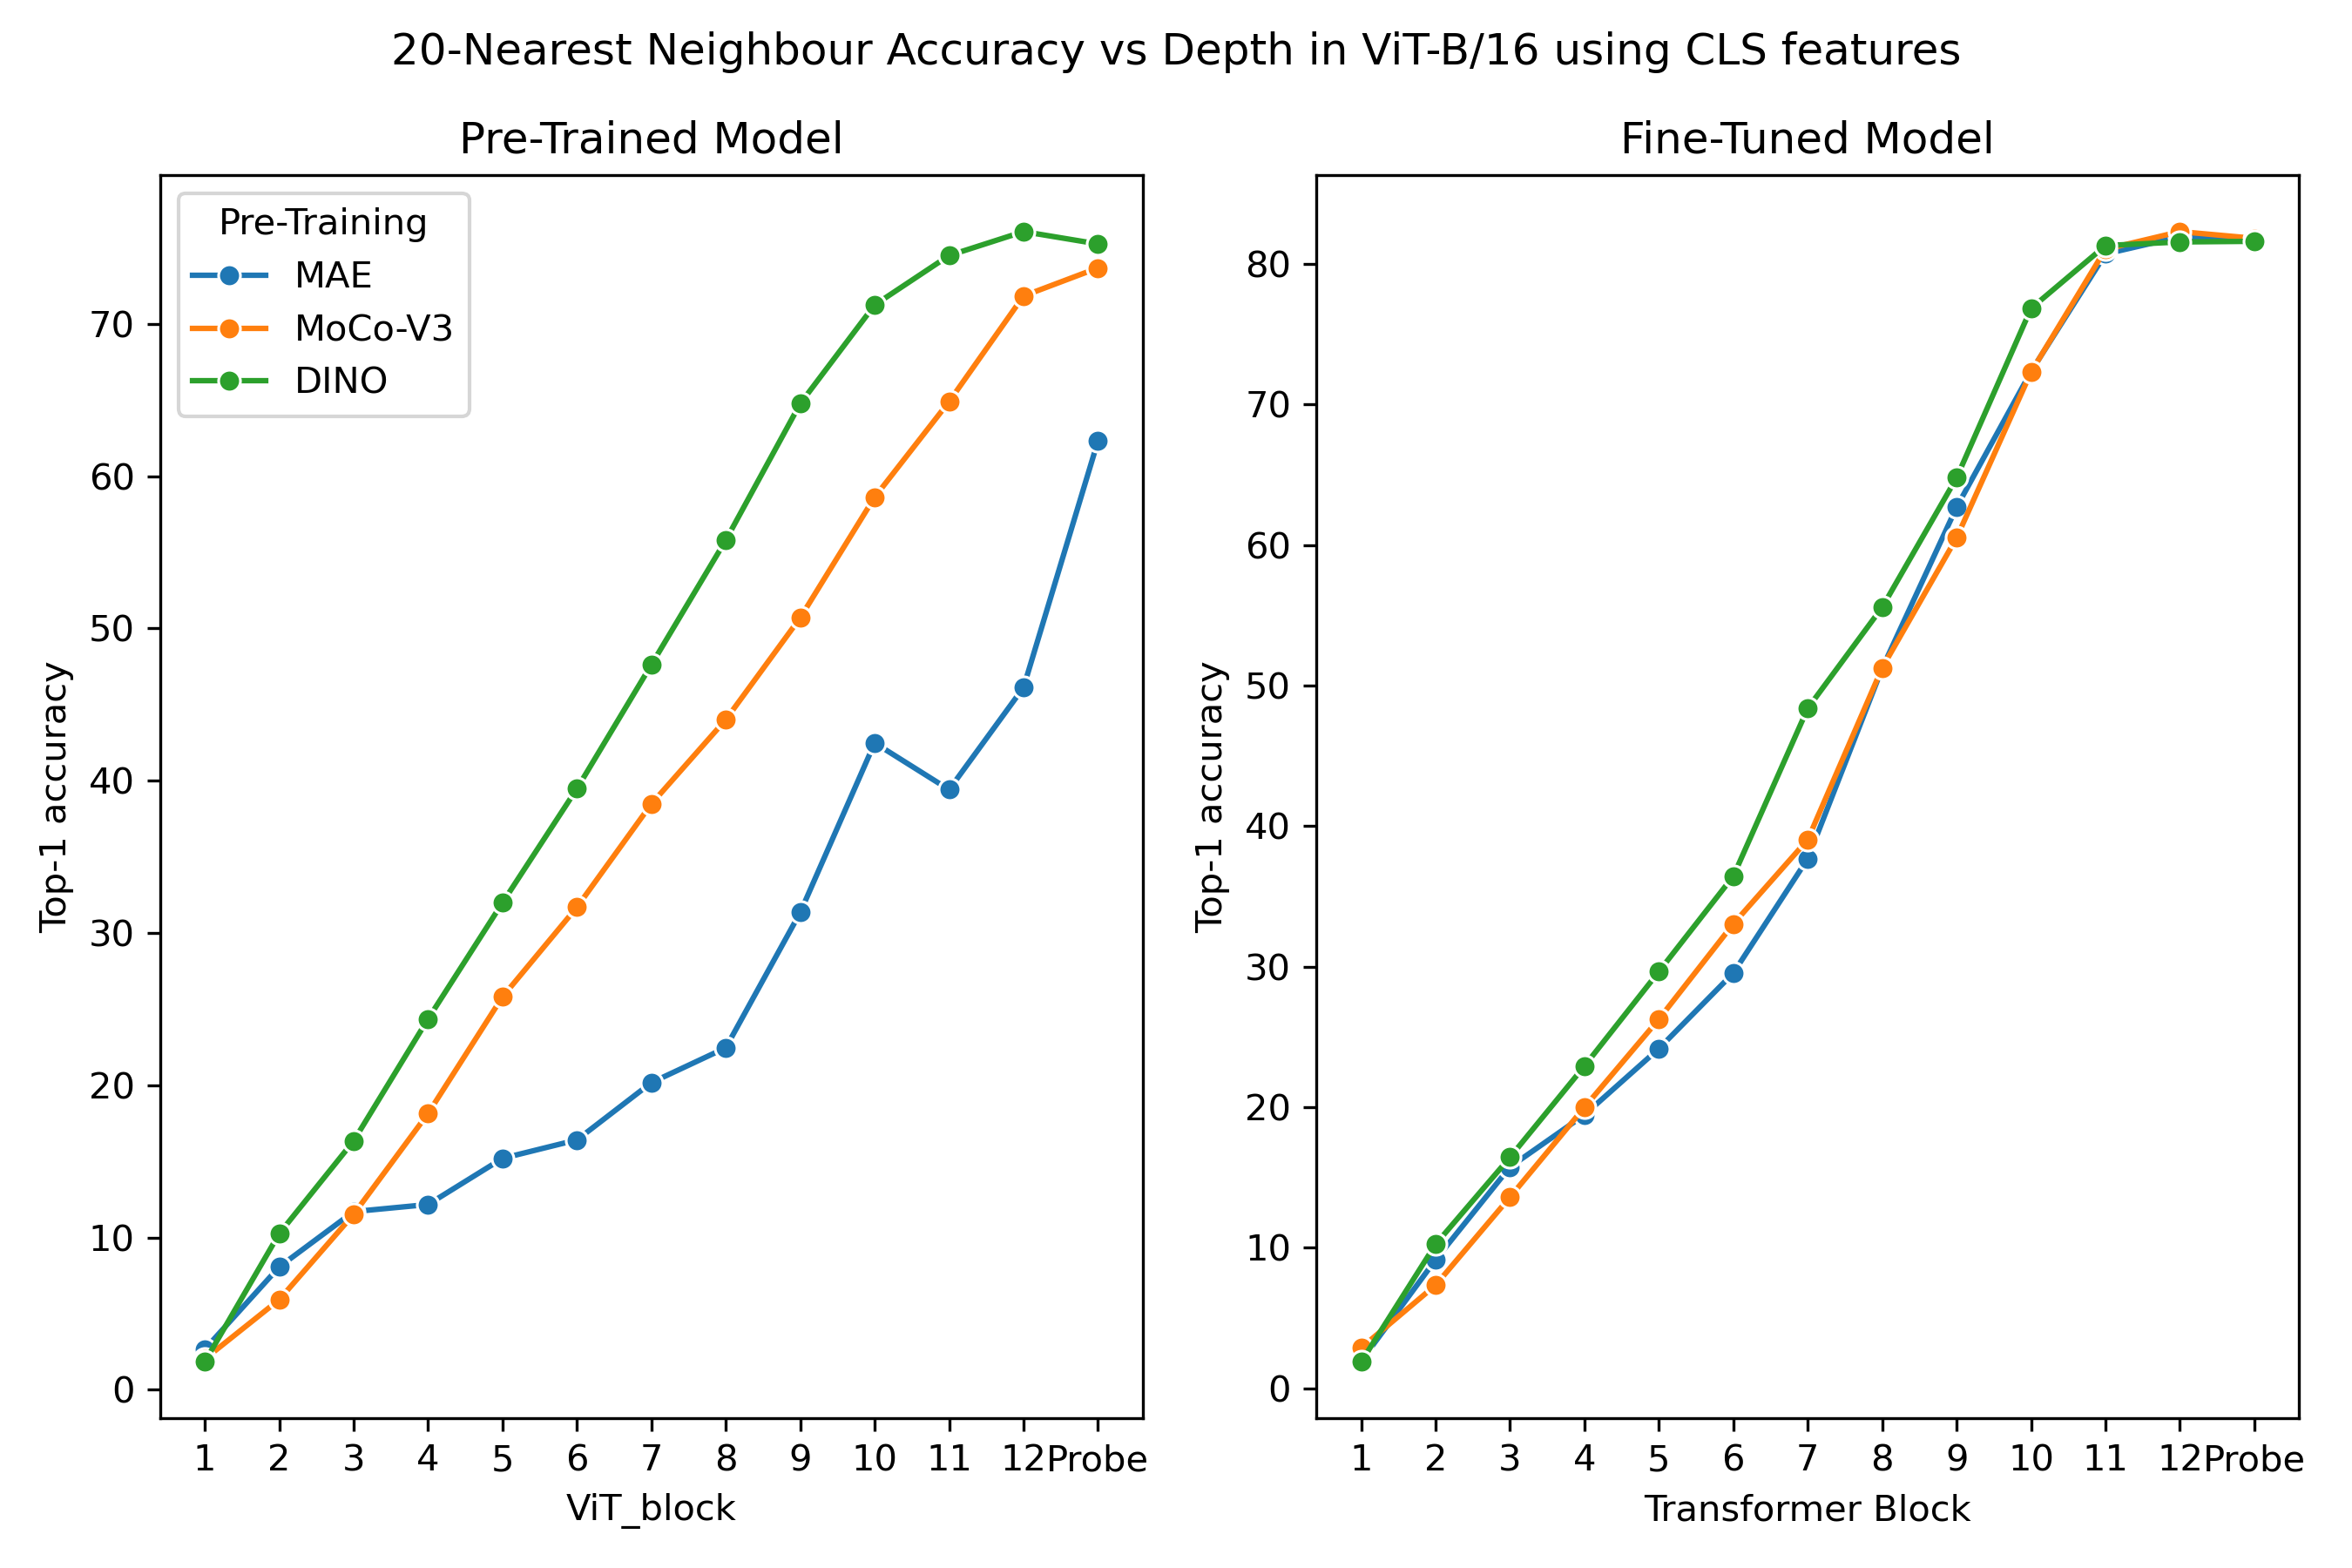 20-Nearest Neighbour Accuracy vs Depth in ViT-B/16 using CLS features
Pre-Trained Model
Pre-Training
MAE
MoCo-V3
DINO
Top-1 accuracy
70
60
50
40
30
20
10
0
1 2 3 4 5 6 7 8 9 10 11 12 Probe
ViT_block
Fine-Tuned Model
Top-1 accuracy
80
70
60
50
40
30
20
10
0
1 2 3 4 5 6 7 8 9 10 11 12 Probe
Transformer Block